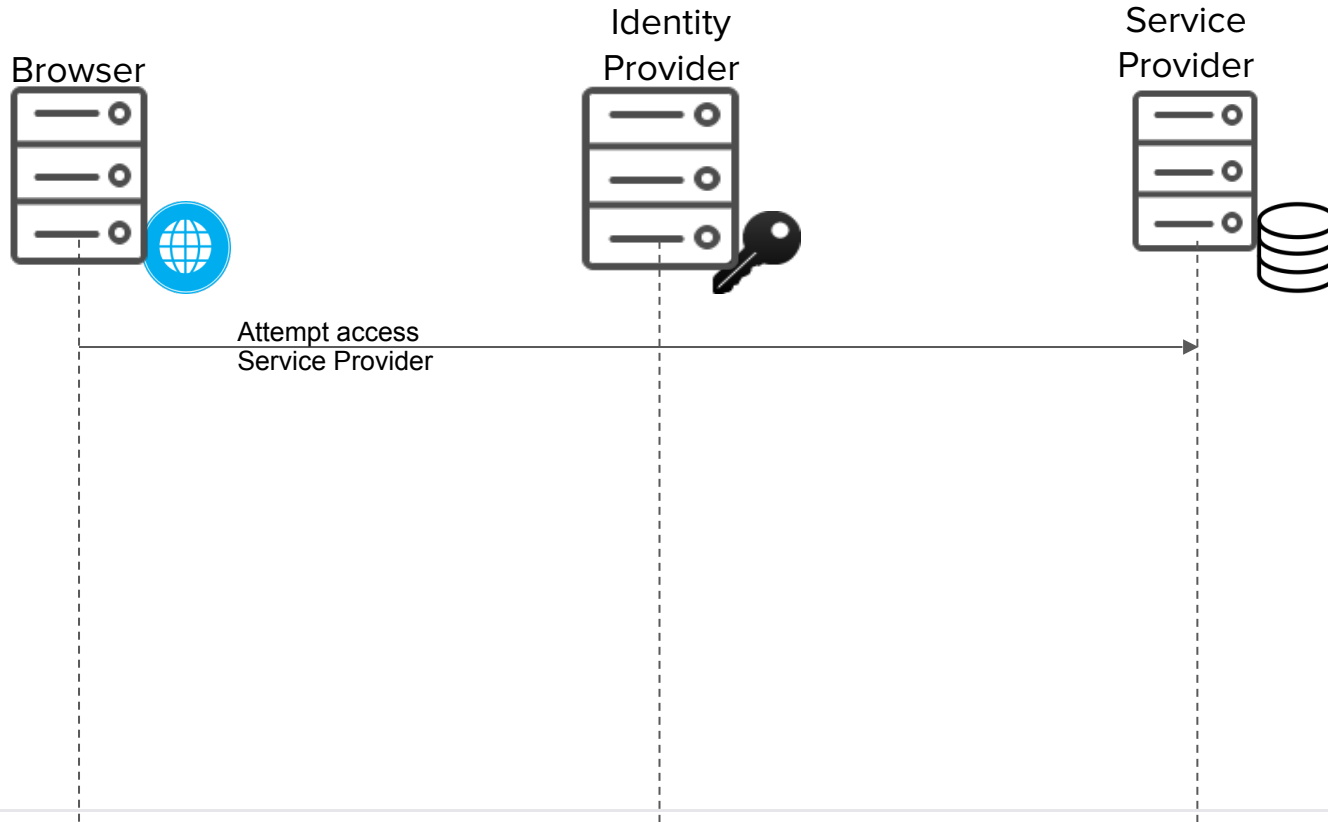 Browser
Identity
Provider
Service
Provider
Attempt access
Service Provider